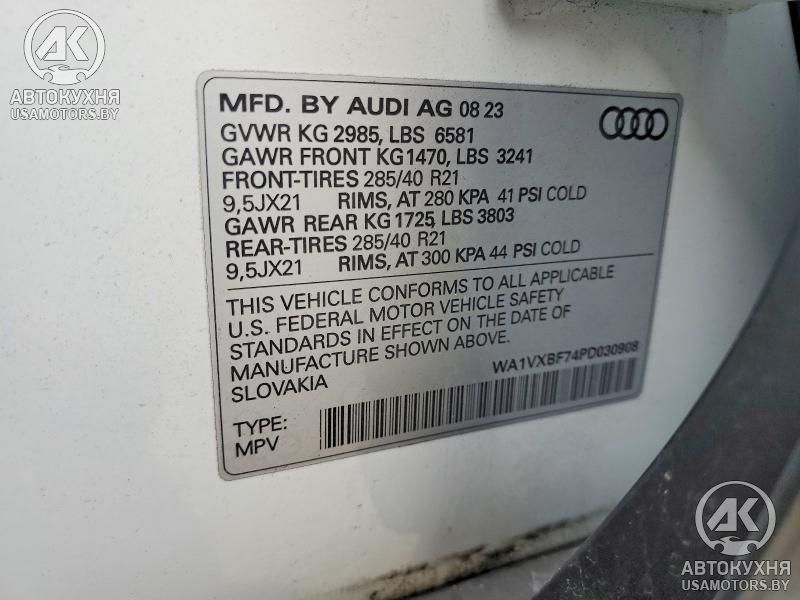 AK
АВТОКУХНЯ
USAMOTORS.BY
MFD. BY AUDI AG 08 23
GVWR KG 2985, LBS 6581
GAWR FRONT KG1470, LBS 3241
FRONT-TIRES 285/40 R21
9,5JX21 RIMS, AT 280 KPA 41 PSI COLD
GAWR REAR KG1725, LBS 3803
REAR-TIRES 285/40 R21
9,5JX21 RIMS, AT 300 KPA 44 PSI COLD
THIS VEHICLE CONFORMS TO ALL APPLICABLE
U.S. FEDERAL MOTOR VEHICLE SAFETY
STANDARDS IN EFFECT ON THE DATE OF
MANUFACTURE SHOWN ABOVE.
SLOVAKIA
WA1VXBF74PD030908
TYPE:
MPV
AK
АВТОКУХНЯ
USAMOTORS.BY